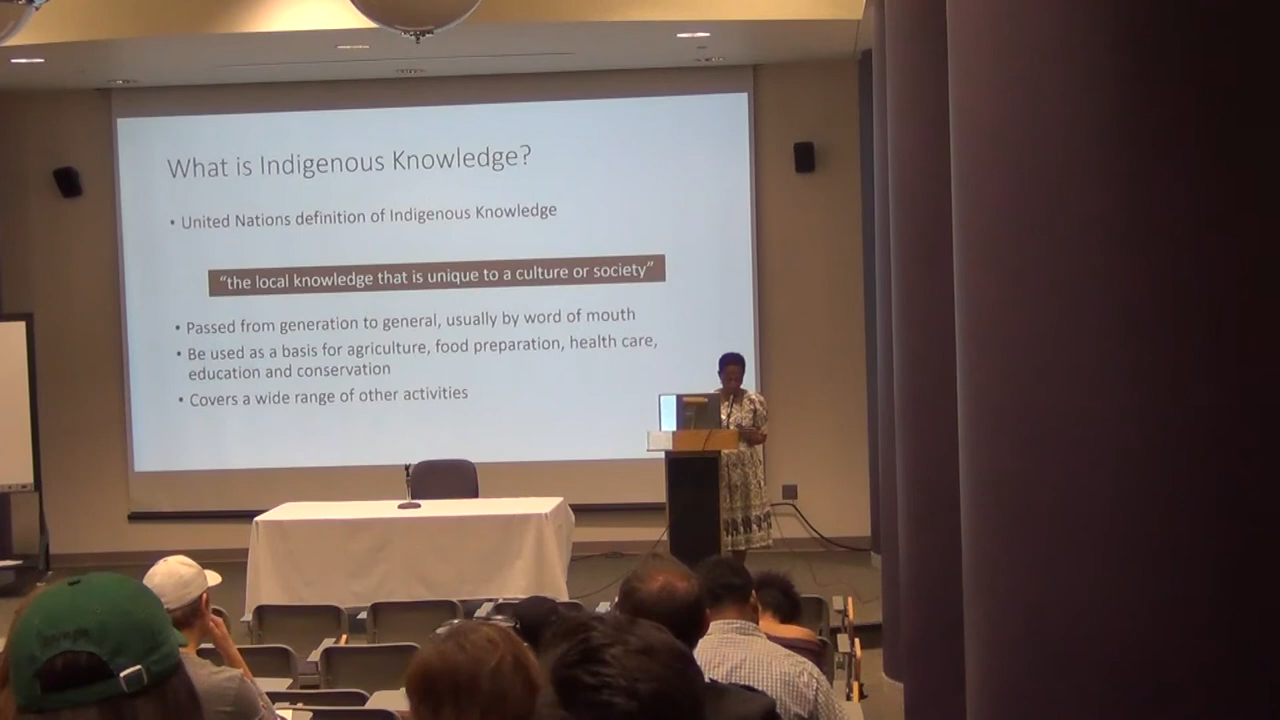 What is Indigenous Knowledge?
• United Nations definition of Indigenous Knowledge
“the local knowledge that is unique to a culture or society”
• Passed from generation to general, usually by word of mouth
• Be used as a basis for agriculture, food preparation, health care,
education and conservation
• Covers a wide range of other activities